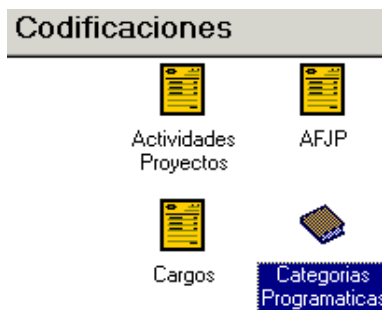 Codificaciones
Actividades AFJP
Proyectos
Cargos Categorias
Programaticas